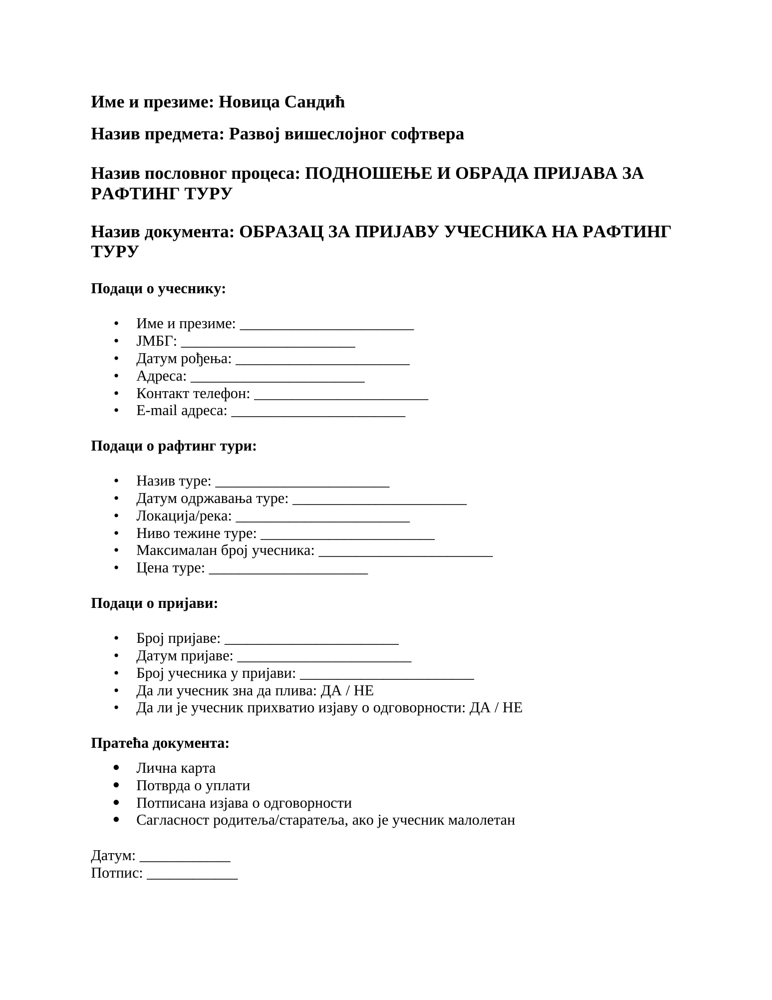 Име и презиме: Новица Сандић
Назив предмета: Развој вишеслојног софтвера
Назив пословног процеса: ПОДНОШЕЊЕ И ОБРАДА ПРИЈАВА ЗА
РАФТИНГ ТУРУ
Назив документа: ОБРАЗАЦ ЗА ПРИЈАВУ УЧЕСНИКА НА РАФТИНГ
ТУРУ
Подаци о учеснику:
• Име и презиме: _______________________
• ЈМБГ: _______________________
• Датум рођења: _______________________
• Адреса: _______________________
• Контакт телефон: _______________________
• E-mail адреса: _______________________
Подаци о рафтинг тури:
• Назив туре: _______________________
• Датум одржавања туре: _______________________
• Локација/река: _______________________
• Ниво тежине туре: _______________________
• Максималан број учесника: _______________________
• Цена туре: _____________________
Подаци о пријави:
• Број пријаве: _______________________
• Датум пријаве: _______________________
• Број учесника у пријави: _______________________
• Да ли учесник зна да плива: ДА / НЕ
• Да ли је учесник прихватио изјаву о одговорности: ДА / НЕ
Пратећа документа:
• Лична карта
• Потврда о уплати
• Потписана изјава о одговорности
• Сагласност родитеља/старатеља, ако је учесник малолетан
Датум: ____________
Потпис: ____________